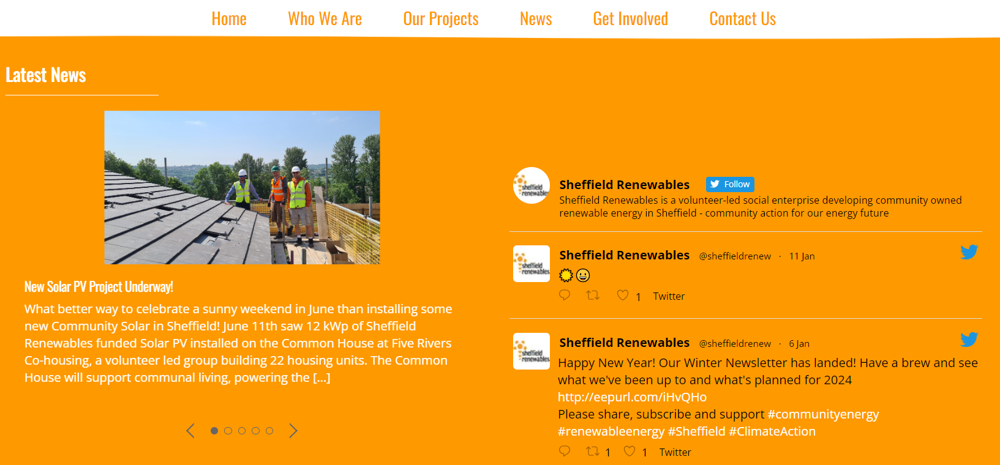 Home Who We Are Our Projects News Get Involved Contact Us
Latest News
New Solar PV Project Underway!
What better way to celebrate a sunny weekend in June than installing some
new Community Solar in Sheffield! June 11th saw 12 kWp of Sheffield
Renewables funded Solar PV installed on the Common House at Five Rivers
Co-housing, a volunteer led group building 22 housing units. The Common
House will support communal living, powering the [...]
sheffield
renewables
Sheffield Renewables Follow
Sheffield Renewables is a volunteer-led social enterprise developing community owned
renewable energy in Sheffield - community action for our energy future
sheffield
renewables
Sheffield Renewables @sheffieldrenew · 11 Jan
1 Twitter
sheffield
renewables
Sheffield Renewables @sheffieldrenew · 6 Jan
Happy New Year! Our Winter Newsletter has landed! Have a brew and see
what we've been up to and what's planned for 2024
http://eepurl.com/iHvQHo
Please share, subscribe and support #communityenergy
#renewableenergy #Sheffield #ClimateAction
1 1 Twitter